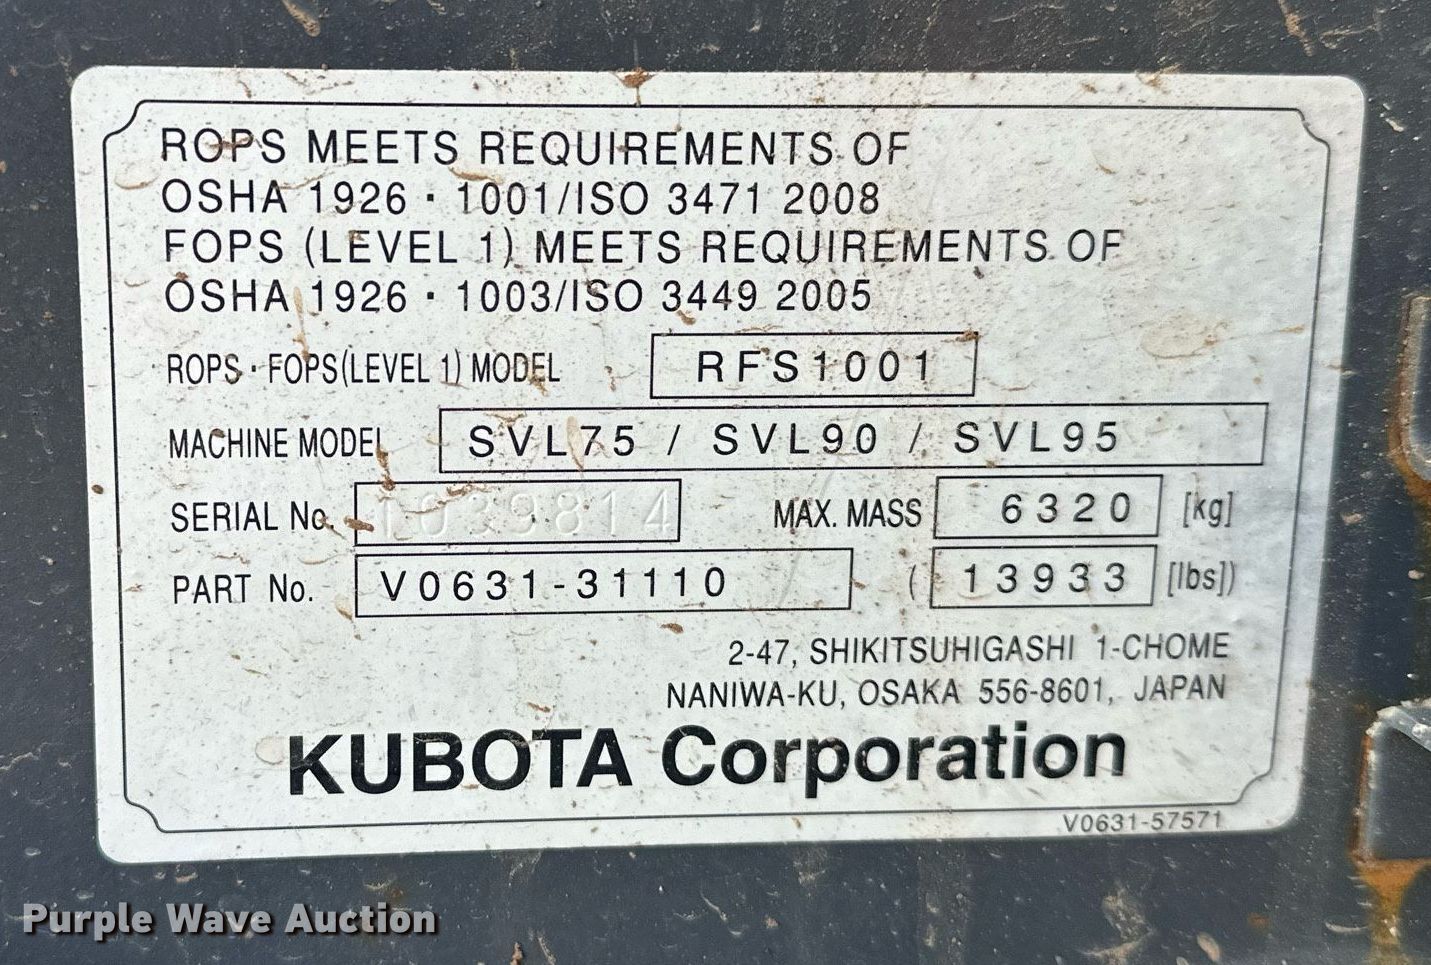 ROPS MEETS REQUIREMENTS OF
OSHA 1926・1001/ISO 3471 2008
FOPS (LEVEL 1) MEETS REQUIREMENTS OF
OSHA 1926・1003/ISO 3449 2005
ROPS・FOPS(LEVEL 1) MODEL RFS1001
MACHINE MODEL SVL75 / SVL90 / SVL95
SERIAL No. 1039814 MAX. MASS 6320 [kg]
PART No. V0631-31110 (13933 [lbs])
2-47, SHIKITSUHIGASHI 1-CHOME
NANIWA-KU, OSAKA 556-8601, JAPAN
KUBOTA Corporation
V0631-57571
Purple Wave Auction